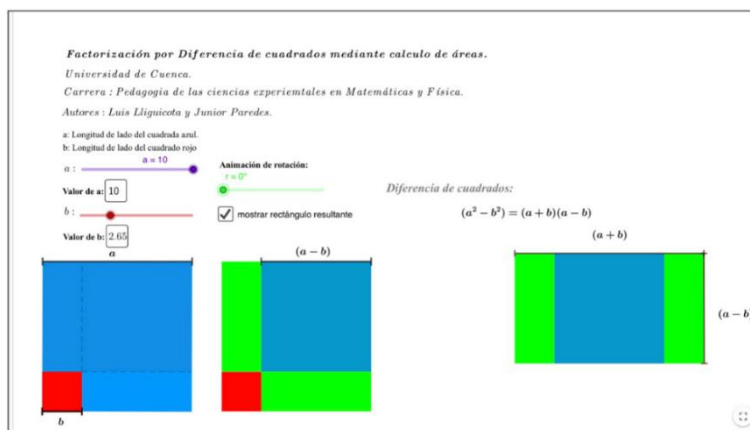 Factorización por Diferencia de cuadrados mediante calculo de áreas.
Universidad de Cuenca.
Carrera : Pedagogia de las ciencias experiemtales en Matemáticas y Física.
Autores : Luis Lliguicota y Junior Paredes.
a: Longitud de lado del cuadrada azul.
b: Longitud de lado del cuadrado rojo
a = 10
a :
Valor de a: 10
b :
Valor de b: 2.65
Animación de rotación:
r = 0°
mostrar rectángulo resultante
Diferencia de cuadrados:
(a² − b²) = (a + b)(a − b)
a
b
(a − b)
(a + b)
(a − b